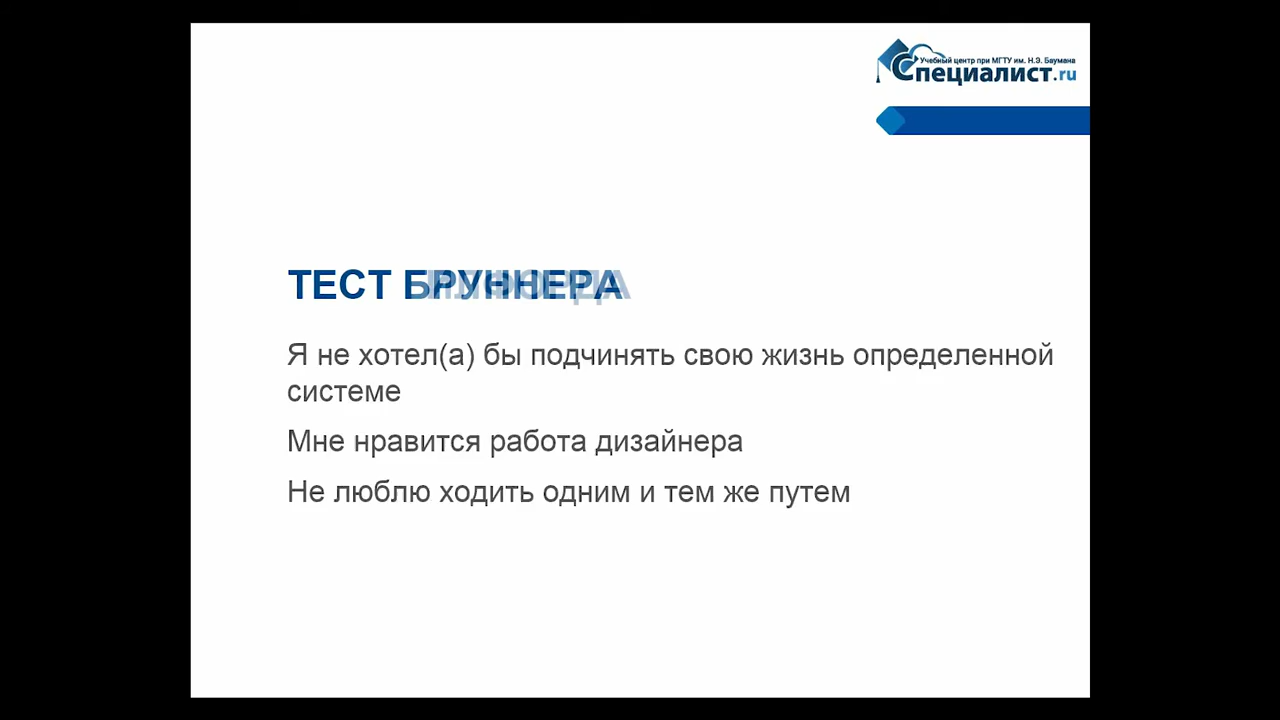 Учебный центр при МГТУ им. Н.Э. Баумана
Специалист.ru
ТЕСТ БРУННЕРА
Я не хотел(а) бы подчинять свою жизнь определенной
системе
Мне нравится работа дизайнера
Не люблю ходить одним и тем же путем